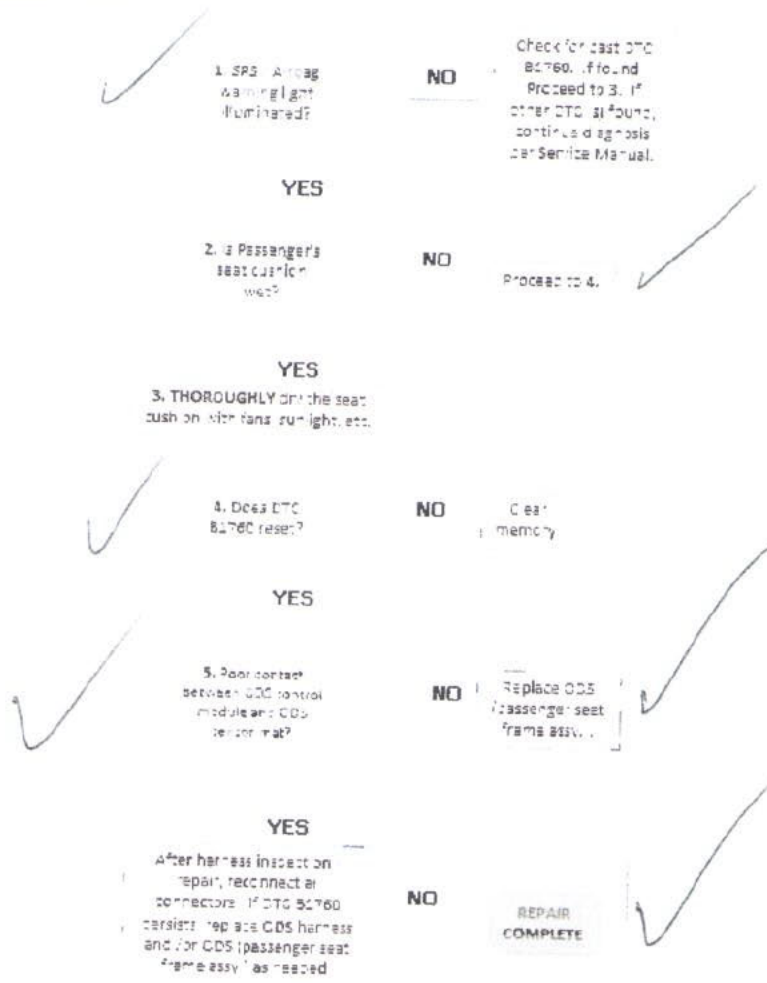 1. SRS Airbag
warning light
illuminated?
NO
Check for past DTC
B1760. If found
Proceed to 3. If
other DTC is found,
continue diagnosis
per Service Manual.
YES
2. Is Passenger's
seat cushion
wet?
NO
Proceed to 4.
YES
3. THOROUGHLY dry the seat
cushion with fans, sunlight, etc.
4. Does DTC
B1760 reset?
NO
Clear
memory
YES
5. Poor contact
between ODS control
module and ODS
sensor mat?
NO
Replace ODS
(passenger seat
frame assy.).
YES
After harness inspection
repair, reconnect all
connectors. If DTC B1760
persists, replace ODS harness
and/or ODS (passenger seat
frame assy.) as needed
NO
REPAIR
COMPLETE